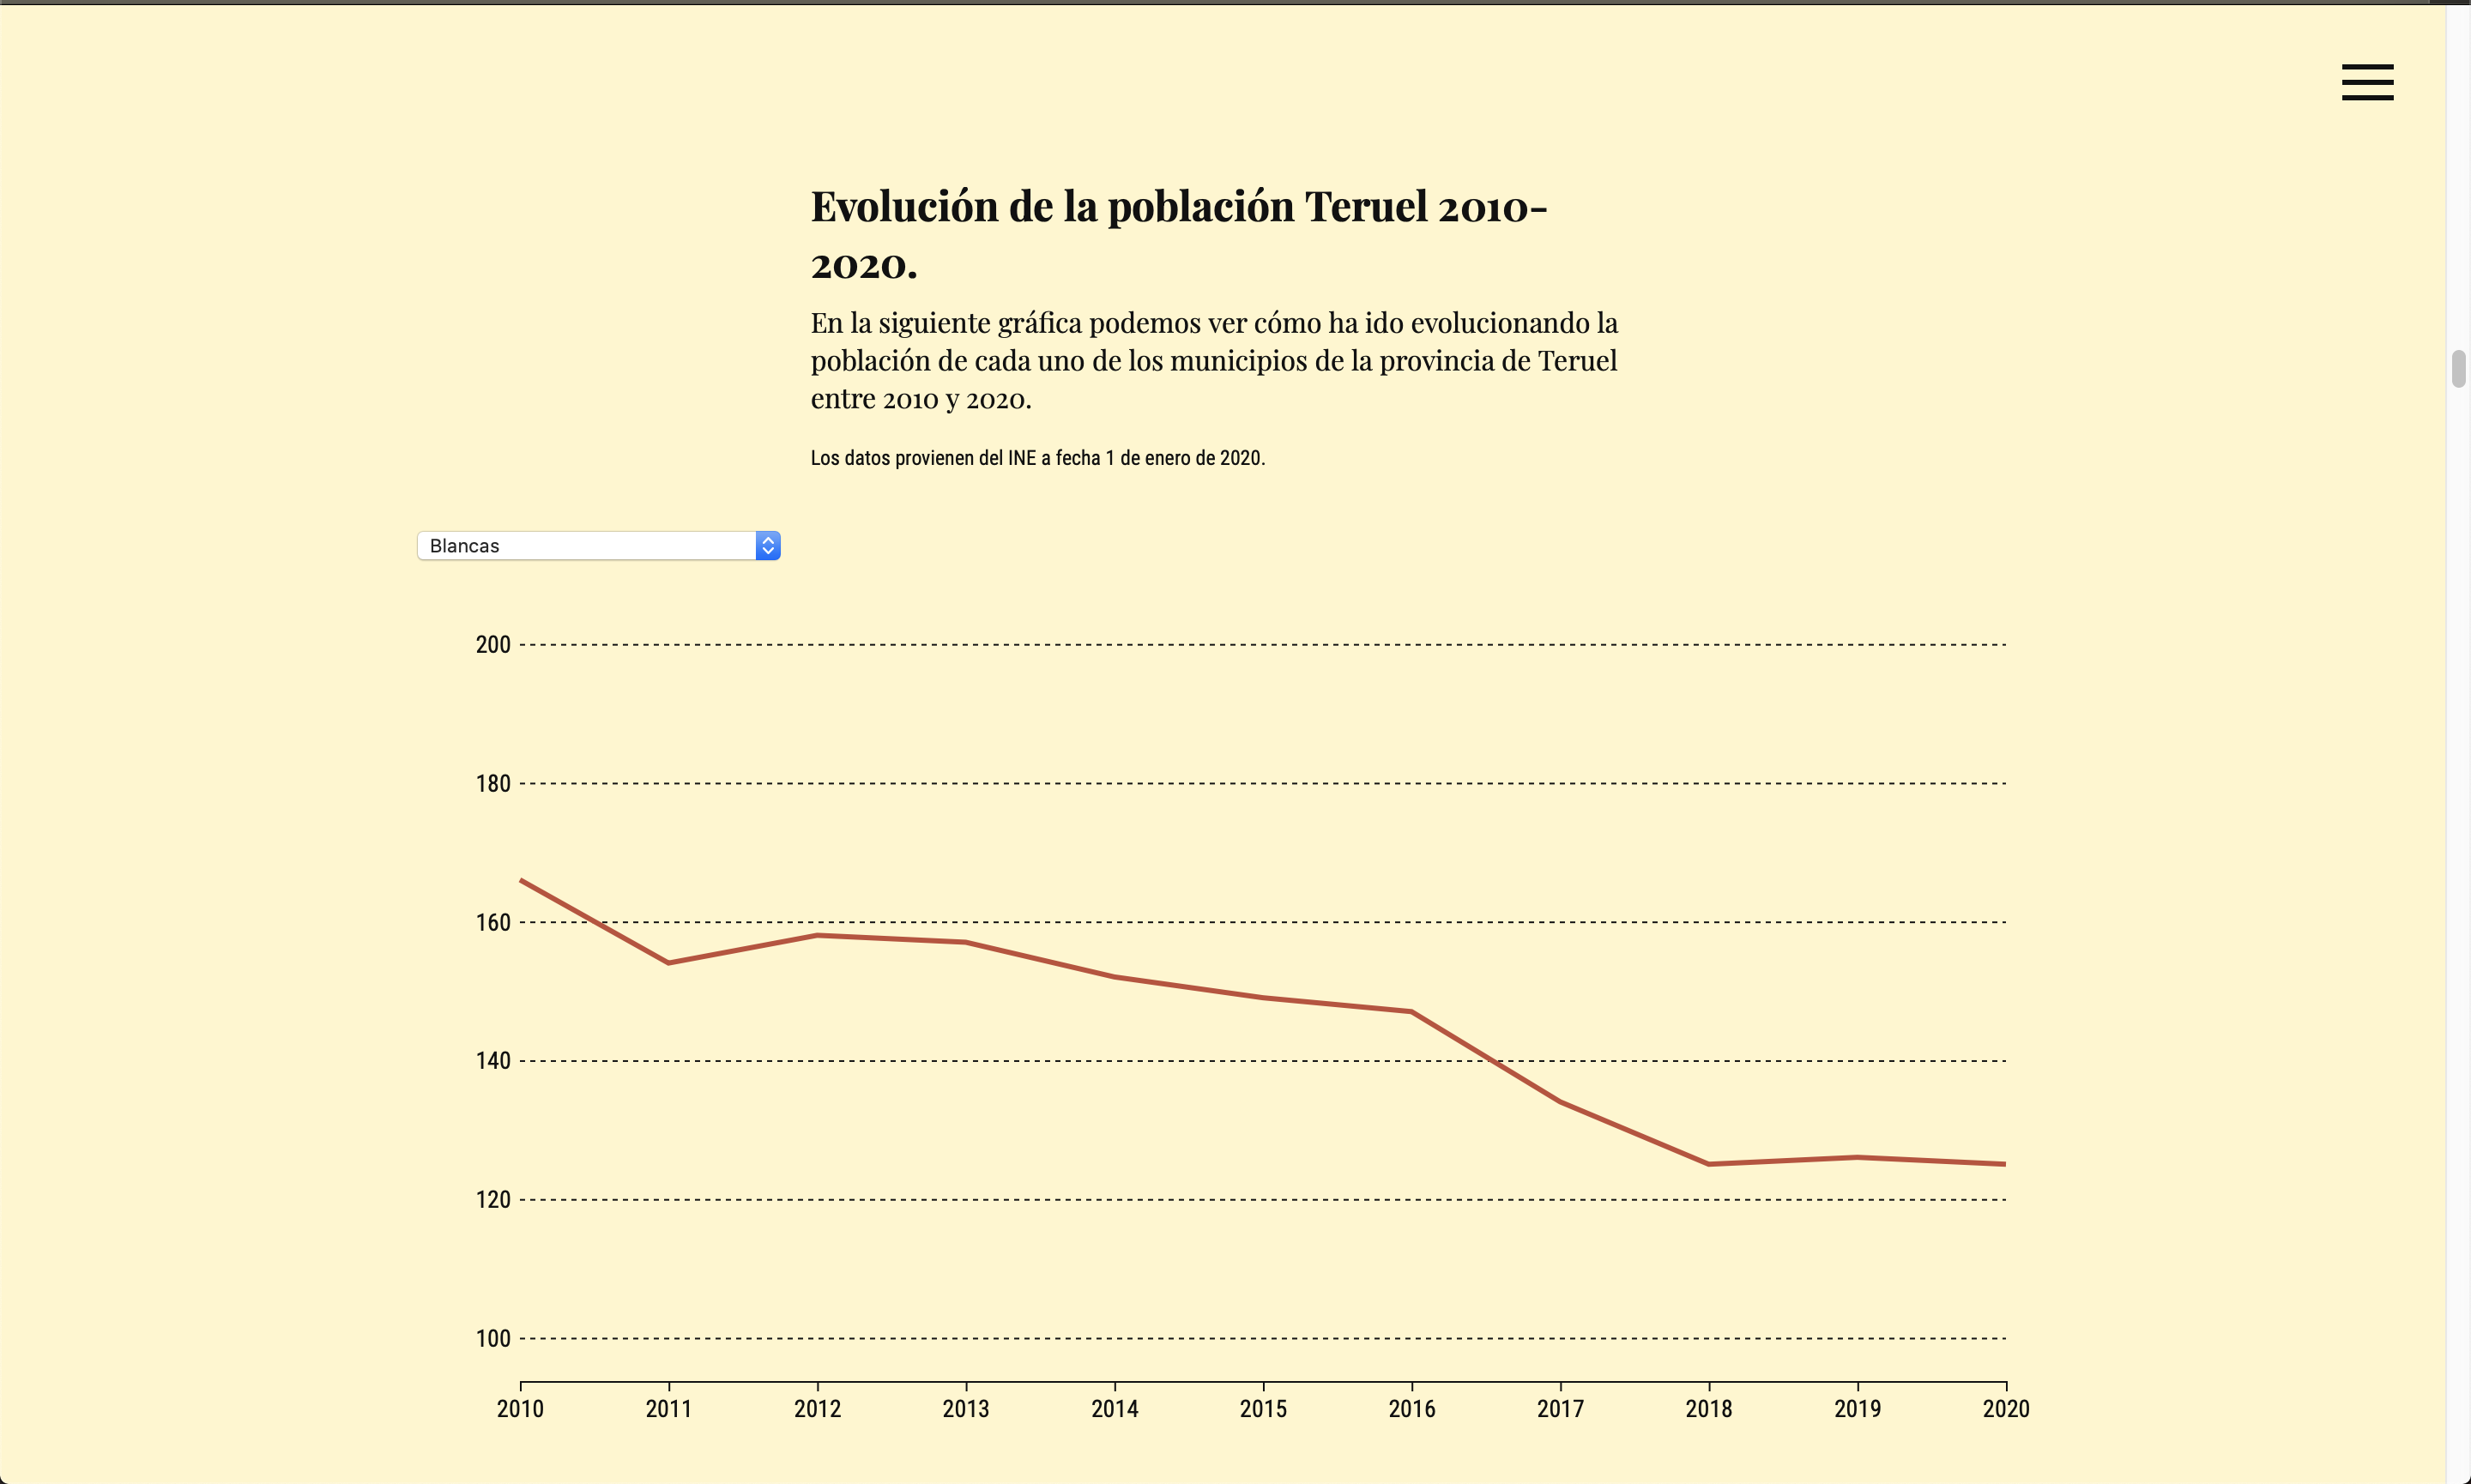 Evolución de la población Teruel 2010-
2020.
En la siguiente gráfica podemos ver cómo ha ido evolucionando la
población de cada uno de los municipios de la provincia de Teruel
entre 2010 y 2020.
Los datos provienen del INE a fecha 1 de enero de 2020.
Blancas
200
180
160
140
120
100
2010 2011 2012 2013 2014 2015 2016 2017 2018 2019 2020